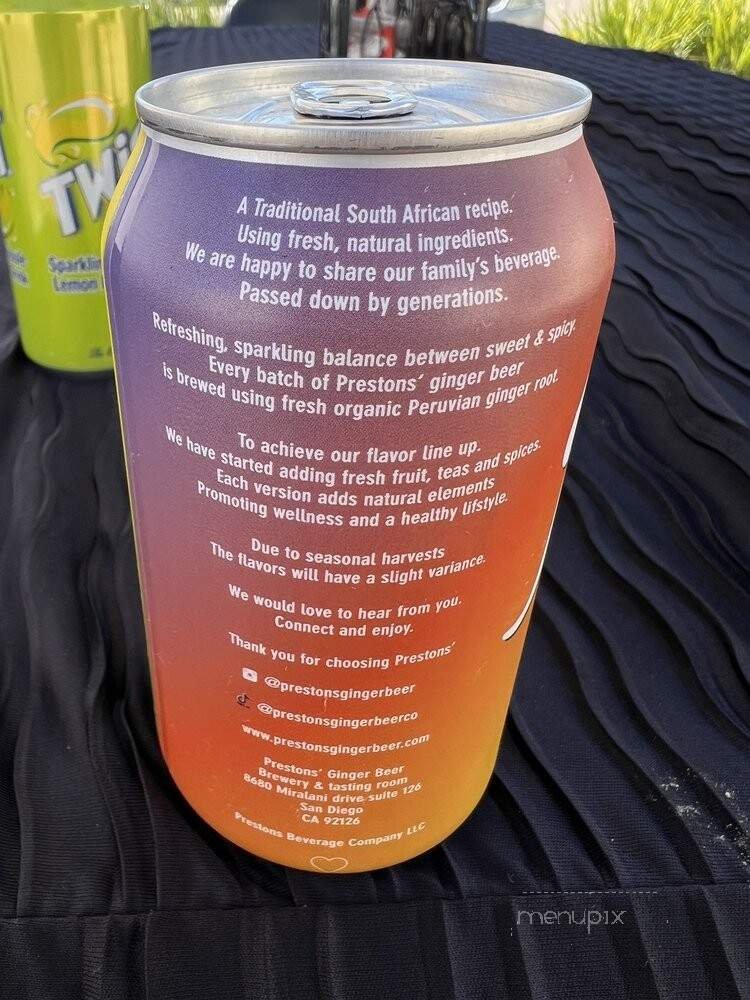 A Traditional South African recipe.
Using fresh, natural ingredients.
We are happy to share our family's beverage.
Passed down by generations.
Refreshing, sparkling balance between sweet & spicy.
Every batch of Prestons' ginger beer
is brewed using fresh organic Peruvian ginger root.
To achieve our flavor line up.
We have started adding fresh fruit, teas and spices.
Each version adds natural elements
Promoting wellness and a healthy lifstyle.
Due to seasonal harvests
The flavors will have a slight variance.
We would love to hear from you.
Connect and enjoy.
Thank you for choosing Prestons'
@prestonsgingerbeer
@prestonsgingerbeerco
www.prestonsgingerbeer.com
Prestons' Ginger Beer
Brewery & tasting room
8680 Miralani drive suite 126
San Diego
CA 92126
Prestons Beverage Company LLC
TWi
Sparklin
Lemon
menupix